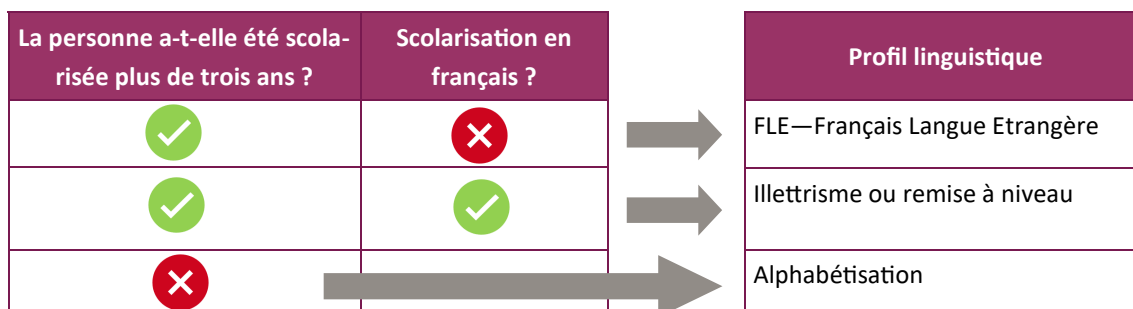 La personne a-t-elle été scola-
risée plus de trois ans ?
Scolarisation en
français ?
Profil linguistique
FLE—Français Langue Etrangère
Illettrisme ou remise à niveau
Alphabétisation